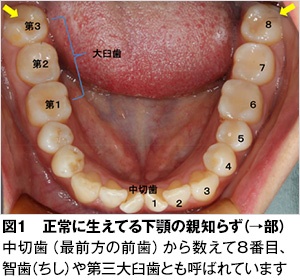 第3
8
大臼歯
第2
7
第1
6
5
4
中切歯
3
1
2
図1 正常に生えてる下顎の親知らず(→部)
中切歯(最前方の前歯)から数えて8番目、
智歯(ちし)や第三大臼歯とも呼ばれています